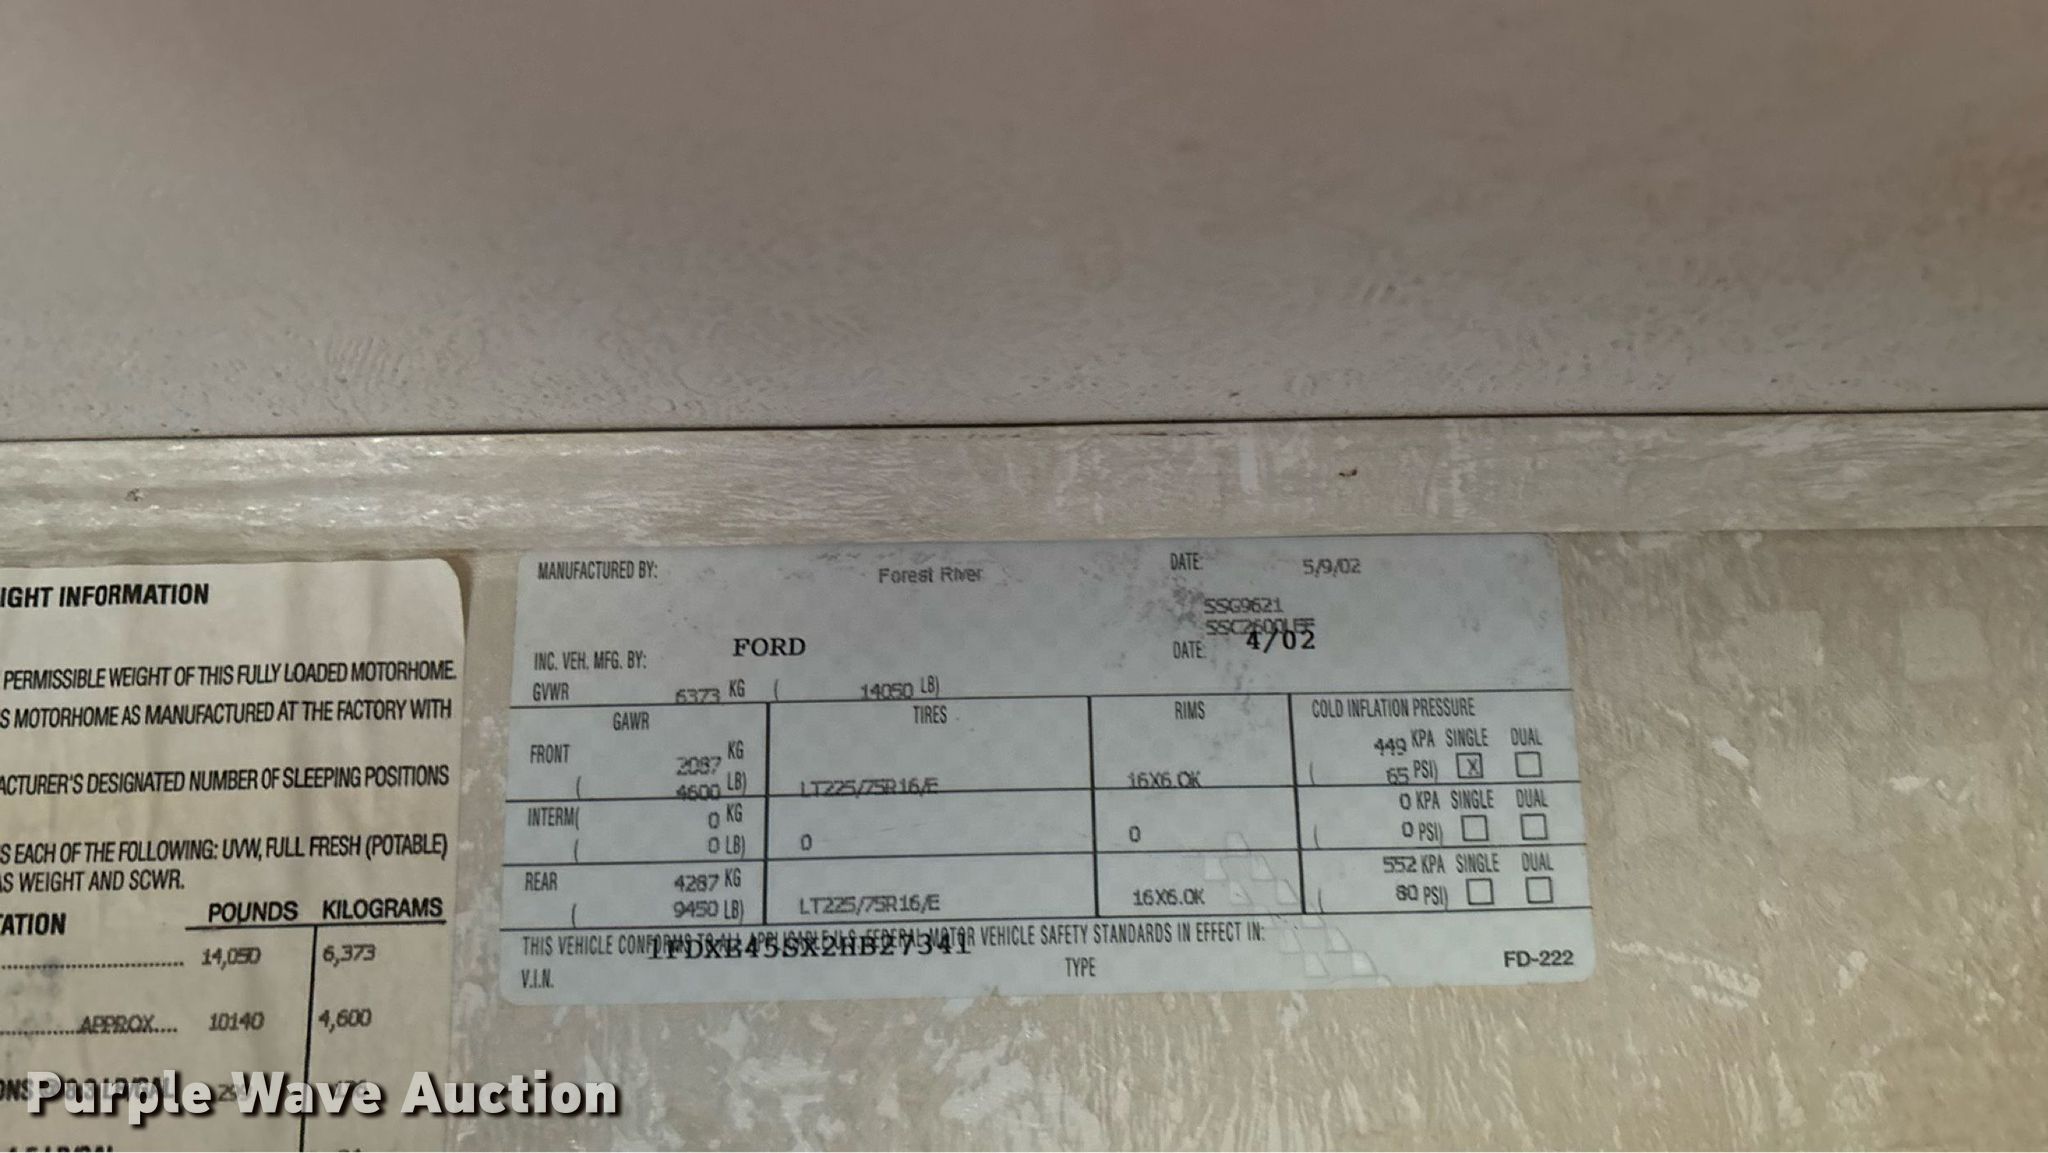 IGHT INFORMATION
PERMISSIBLE WEIGHT OF THIS FULLY LOADED MOTORHOME.
S MOTORHOME AS MANUFACTURED AT THE FACTORY WITH
ACTURER'S DESIGNATED NUMBER OF SLEEPING POSITIONS
S EACH OF THE FOLLOWING: UVW, FULL FRESH (POTABLE)
AS WEIGHT AND SCWR.
ATION POUNDS KILOGRAMS
14,050 6,373
APPROX.... 10140 4,600
MANUFACTURED BY: Forest River DATE: 5/9/02
SSG9621
INC. VEH. MFG. BY: FORD DATE: 4/02
GVWR 6373 KG ( 14050 LB)
GAWR TIRES RIMS COLD INFLATION PRESSURE
FRONT 2087 KG 449 KPA SINGLE DUAL
( 4600 LB) LT225/75R16/E 16X6.0K ( 65 PSI) X
INTERM( 0 KG 0 KPA SINGLE DUAL
( 0 LB) 0 0 ( 0 PSI)
REAR 4287 KG 552 KPA SINGLE DUAL
( 9450 LB) LT225/75R16/E 16X6.0K ( 80 PSI)
THIS VEHICLE CONFORMS TO ALL APPLICABLE U.S. FEDERAL MOTOR VEHICLE SAFETY STANDARDS IN EFFECT IN:
1FDXE45SX2HB27341
V.I.N. TYPE FD-222
Purple Wave Auction